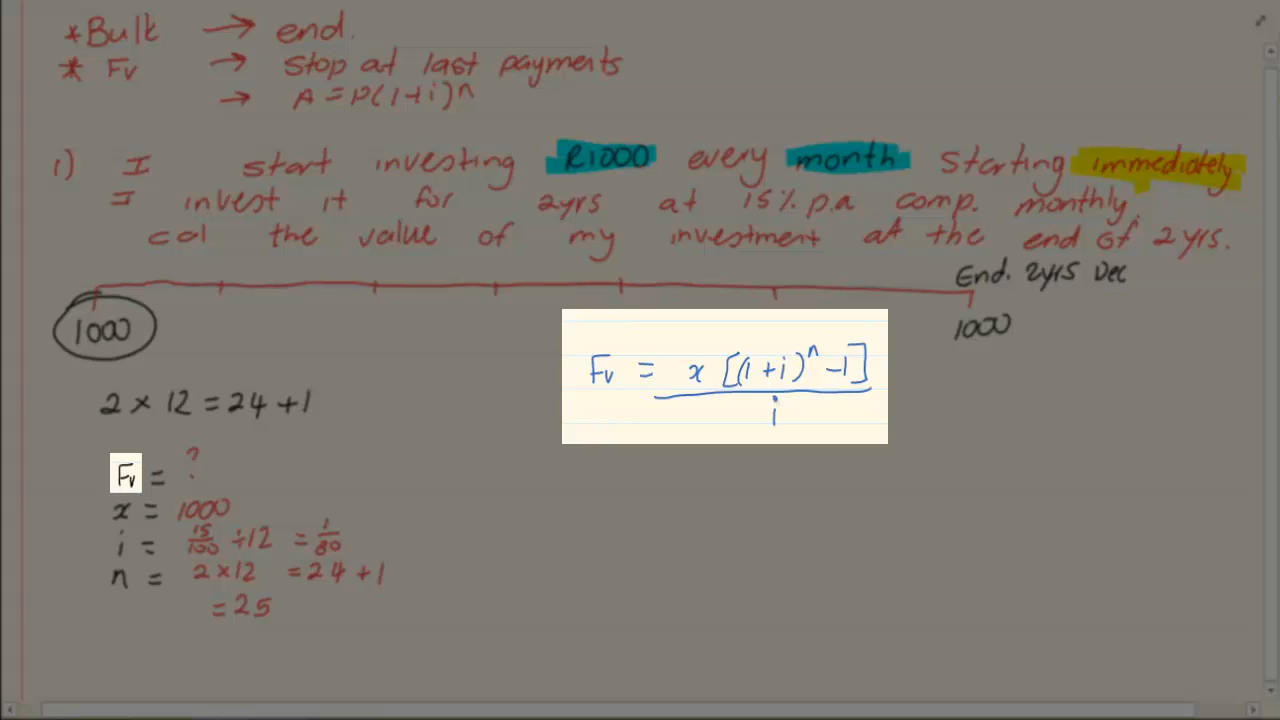 *Bulk → end.
* Fv → Stop at last payments
→ A = P(1+i)^n
1) I start investing R1000 every month starting immediately
I invest it for 2yrs at 15% p.a comp. monthly.
cal the value of my investment at the end of 2 yrs.
End. 2yrs Dec
1000 1000
Fv = x[(1+i)^n -1]
i
2 × 12 = 24 +1
Fv = ?
x = 1000
i = 15/100 ÷12 = 1/80
n = 2×12 = 24 +1
= 25